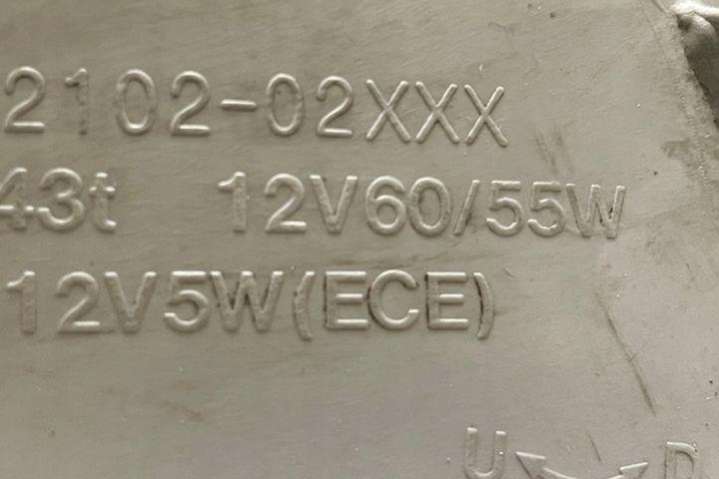 2102-02XXX
43t 12V60/55W
12V5W(ECE)
U D